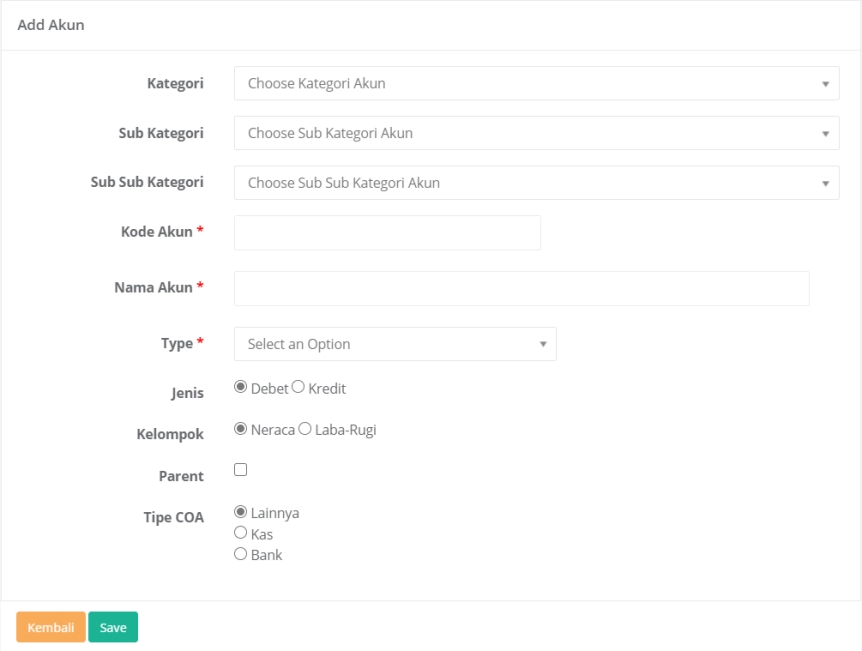 Add Akun
Kategori Choose Kategori Akun
Sub Kategori Choose Sub Kategori Akun
Sub Sub Kategori Choose Sub Sub Kategori Akun
Kode Akun *
Nama Akun *
Type * Select an Option
Jenis Debet Kredit
Kelompok Neraca Laba-Rugi
Parent
Tipe COA Lainnya
Kas
Bank
Kembali Save